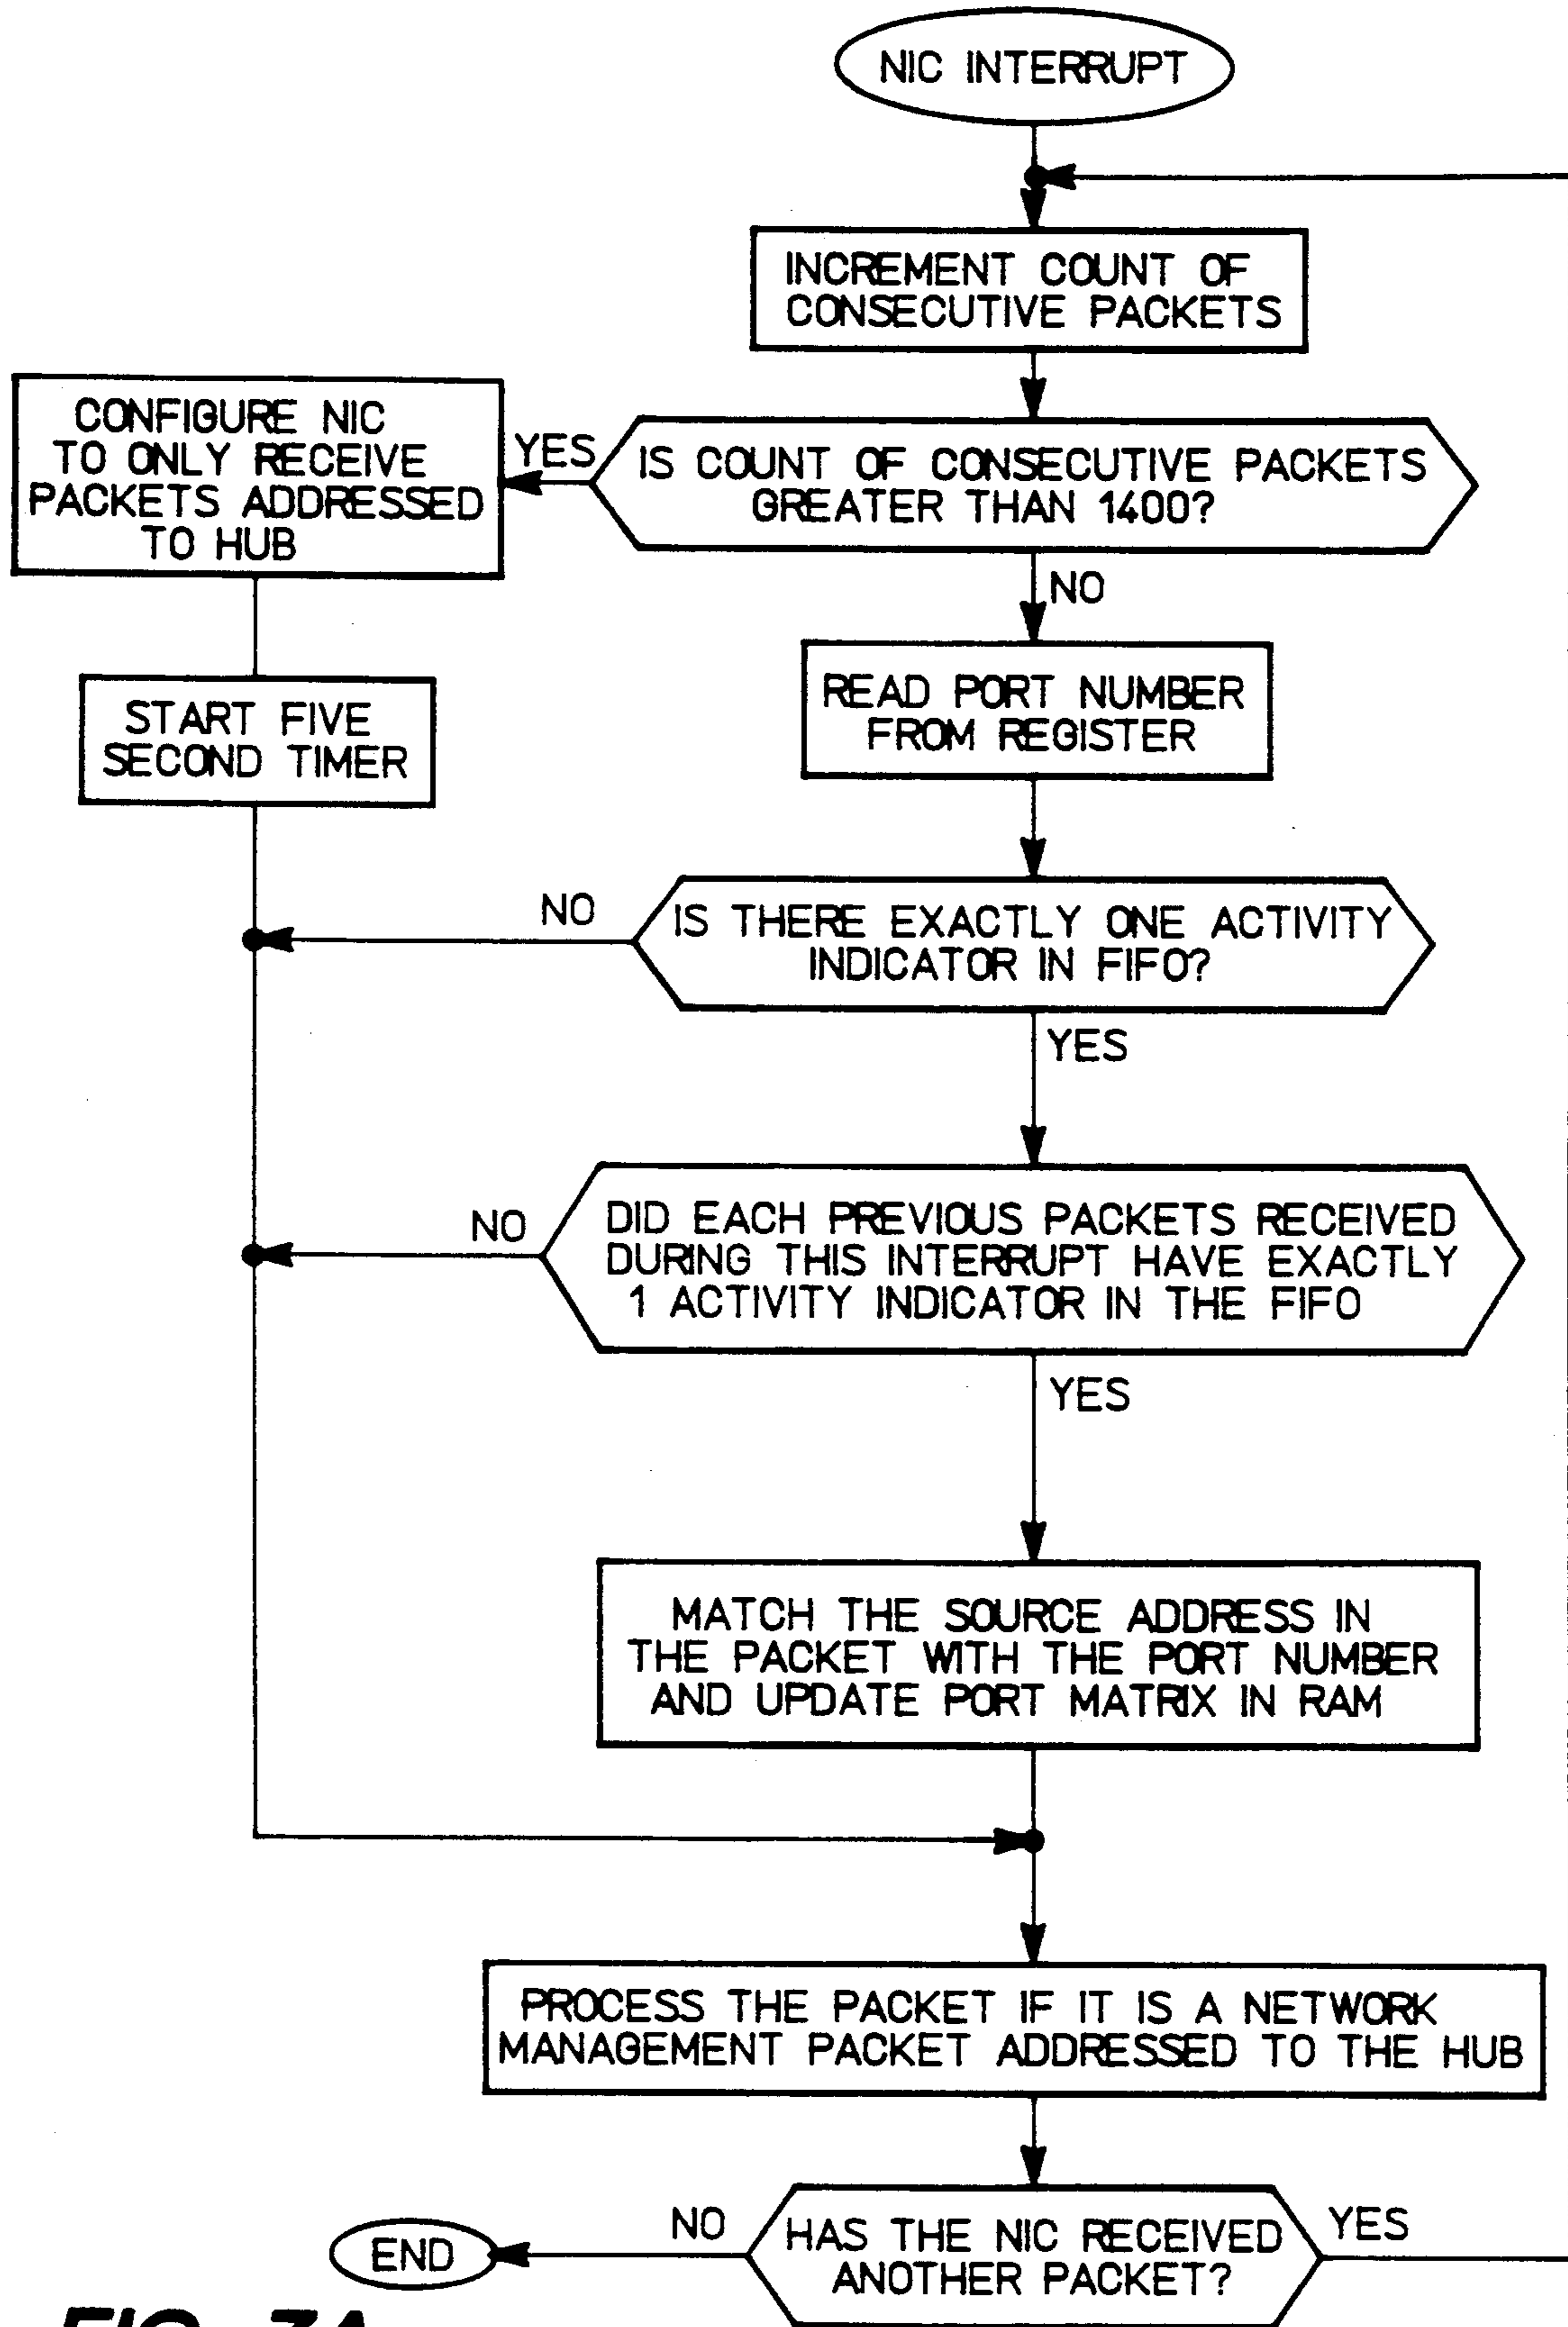 NIC INTERRUPT
INCREMENT COUNT OF
CONSECUTIVE PACKETS
CONFIGURE NIC
TO ONLY RECEIVE
PACKETS ADDRESSED
TO HUB
YES
IS COUNT OF CONSECUTIVE PACKETS
GREATER THAN 1400?
NO
START FIVE
SECOND TIMER
READ PORT NUMBER
FROM REGISTER
NO
IS THERE EXACTLY ONE ACTIVITY
INDICATOR IN FIFO?
YES
NO
DID EACH PREVIOUS PACKETS RECEIVED
DURING THIS INTERRUPT HAVE EXACTLY
1 ACTIVITY INDICATOR IN THE FIFO
YES
MATCH THE SOURCE ADDRESS IN
THE PACKET WITH THE PORT NUMBER
AND UPDATE PORT MATRIX IN RAM
PROCESS THE PACKET IF IT IS A NETWORK
MANAGEMENT PACKET ADDRESSED TO THE HUB
END
NO
HAS THE NIC RECEIVED
ANOTHER PACKET?
YES